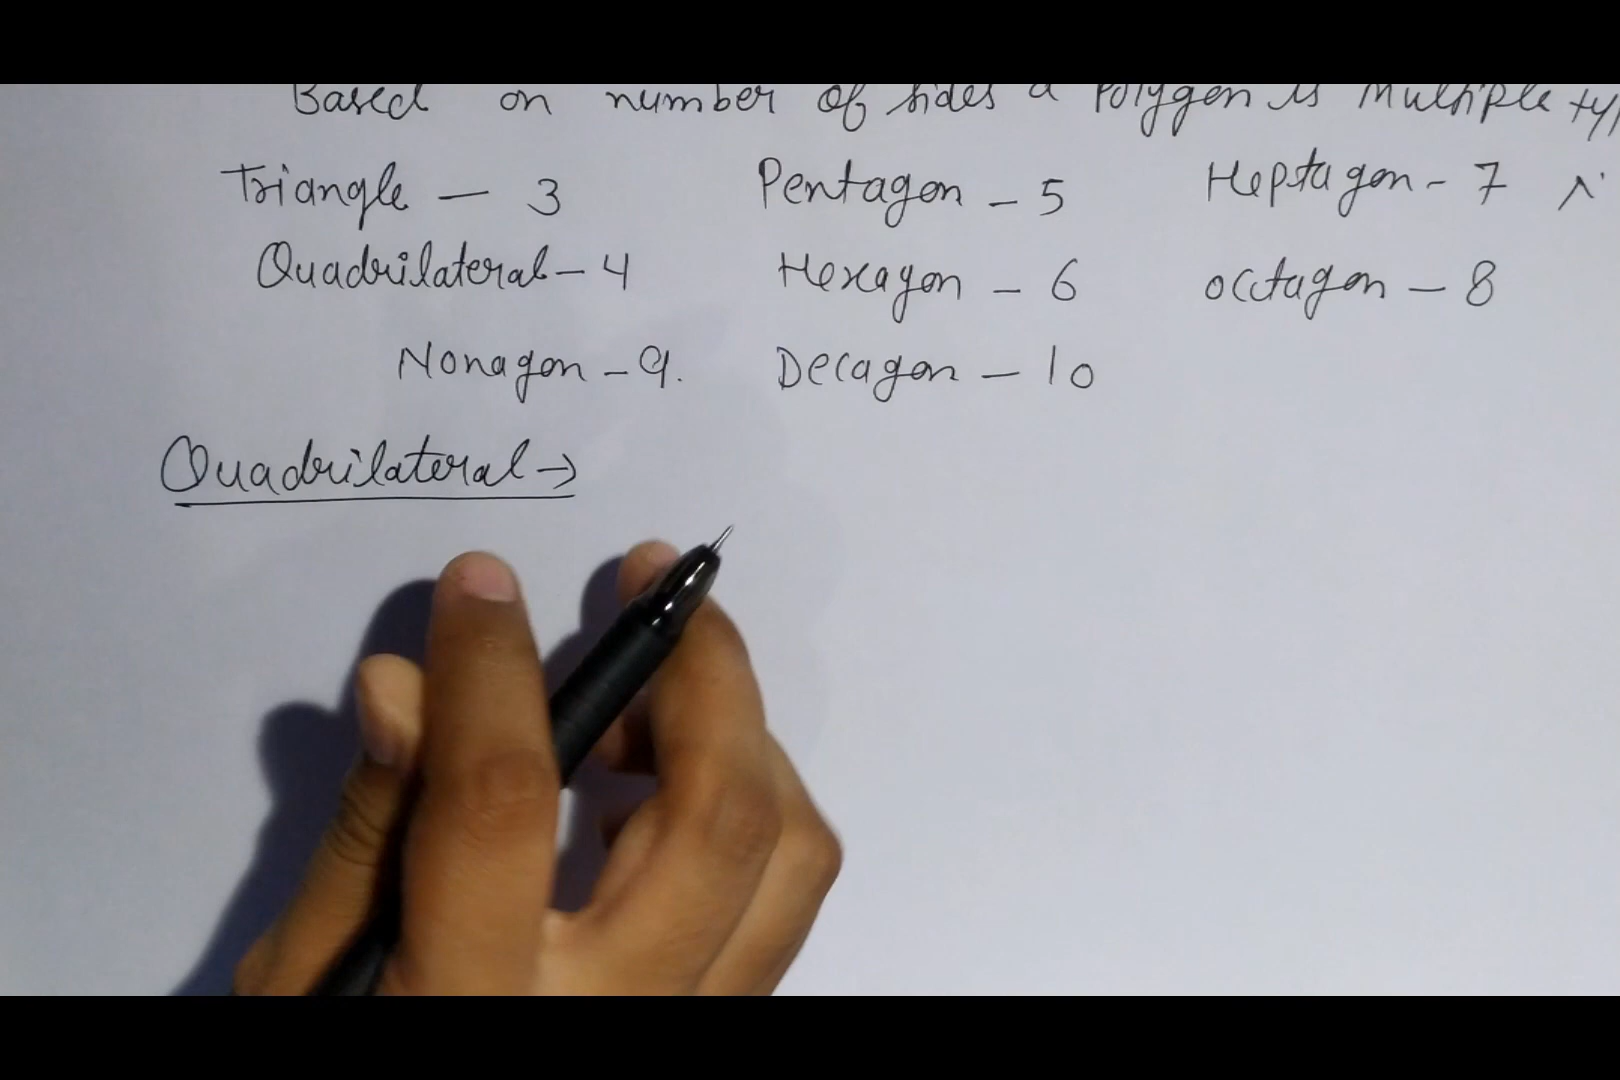 Based on number of sides a Polygon is Multiple
Triangle — 3 Pentagon - 5 Heptagon - 7
Quadrilateral - 4 Hexagon - 6 Octagon - 8
Nonagon - 9. Decagon - 10
Quadrilateral →